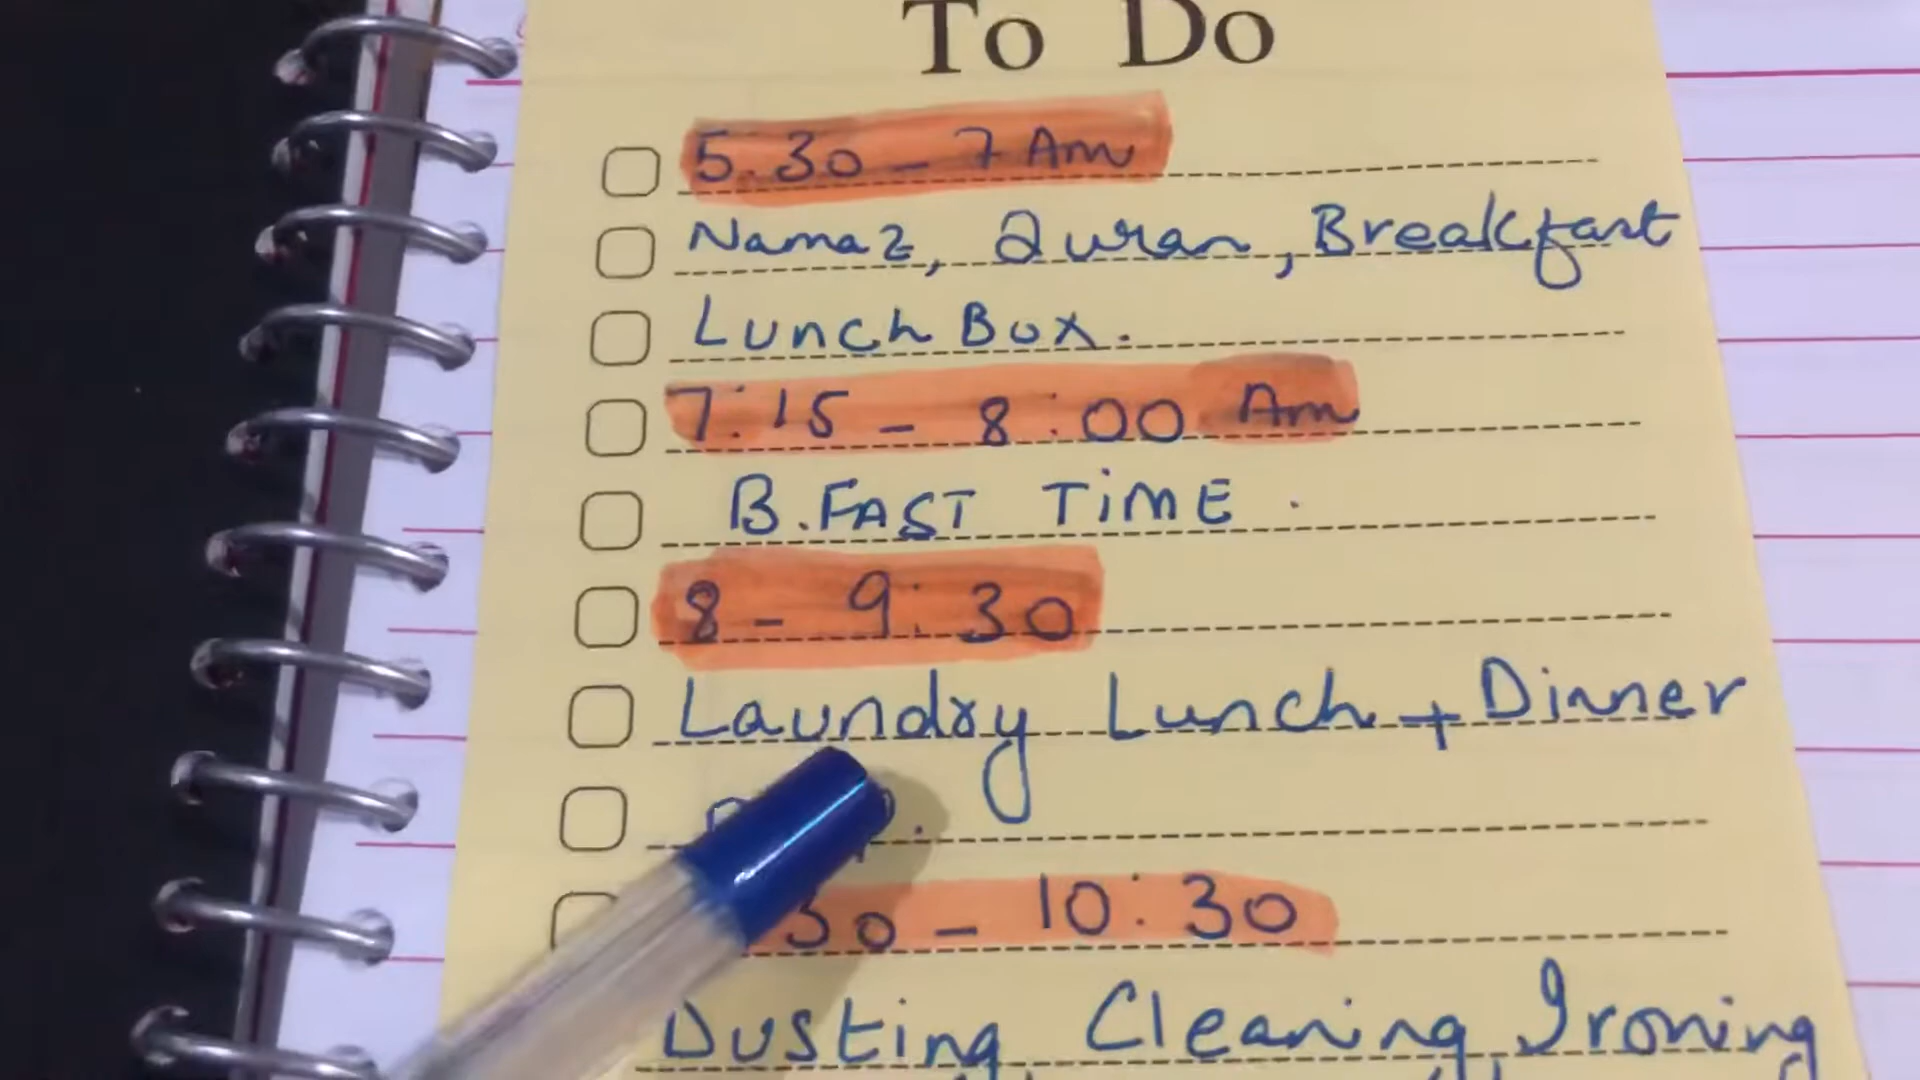 To Do
5.30 - 7 Am
Namaz, Quran, Breakfast
Lunch Box.
7:15 - 8:00 Am
B.FAST TiME.
8 - 9:30
Laundry Lunch + Dinner
30 - 10:30
Dusting Cleaning Ironing